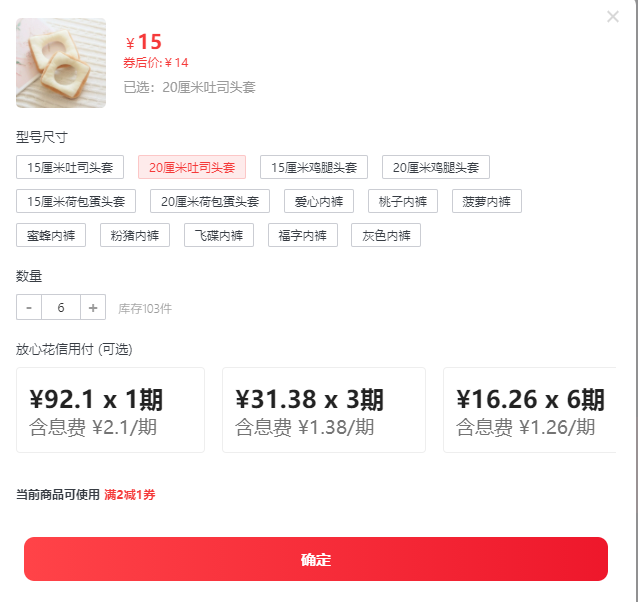 ¥15
券后价:¥14
已选：20厘米吐司头套
型号尺寸
15厘米吐司头套 20厘米吐司头套 15厘米鸡腿头套 20厘米鸡腿头套
15厘米荷包蛋头套 20厘米荷包蛋头套 爱心内裤 桃子内裤 菠萝内裤
蜜蜂内裤 粉猪内裤 飞碟内裤 福字内裤 灰色内裤
数量
- 6 + 库存103件
放心花信用付 (可选)
¥92.1 x 1期 ¥31.38 x 3期 ¥16.26 x 6期
含息费 ¥2.1/期 含息费 ¥1.38/期 含息费 ¥1.26/期
当前商品可使用 满2减1券
确定